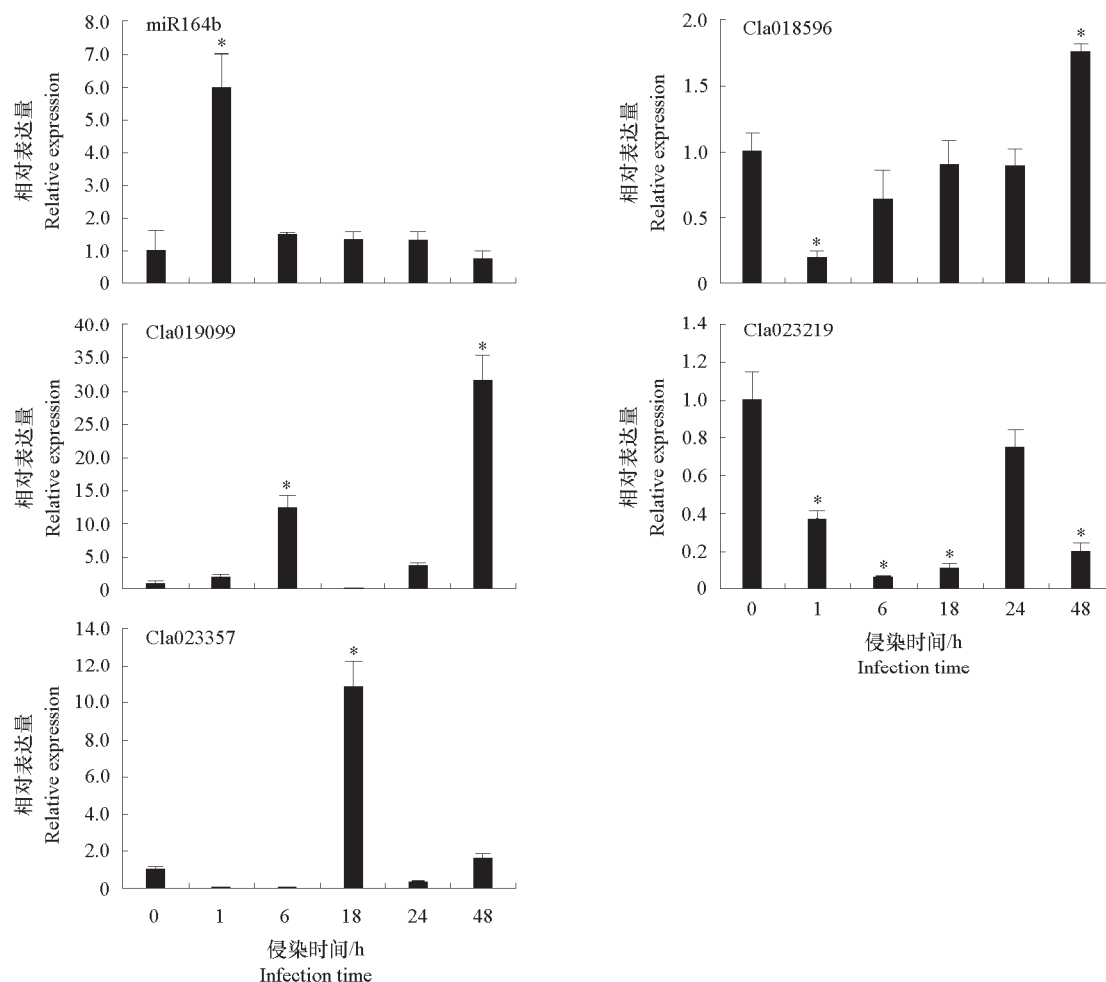 miR164b
*
8.0
7.0
6.0
5.0
4.0
3.0
2.0
1.0
0
相对表达量
Relative expression
Cla018596
*
*
2.0
1.5
1.0
0.5
0
相对表达量
Relative expression
Cla019099
*
*
40.0
35.0
30.0
25.0
20.0
15.0
10.0
5.0
0
相对表达量
Relative expression
Cla023219
*
*
*
*
1.4
1.2
1.0
0.8
0.6
0.4
0.2
0
相对表达量
Relative expression
0 1 6 18 24 48
侵染时间/h
Infection time
Cla023357
*
14.0
12.0
10.0
8.0
6.0
4.0
2.0
0
相对表达量
Relative expression
0 1 6 18 24 48
侵染时间/h
Infection time